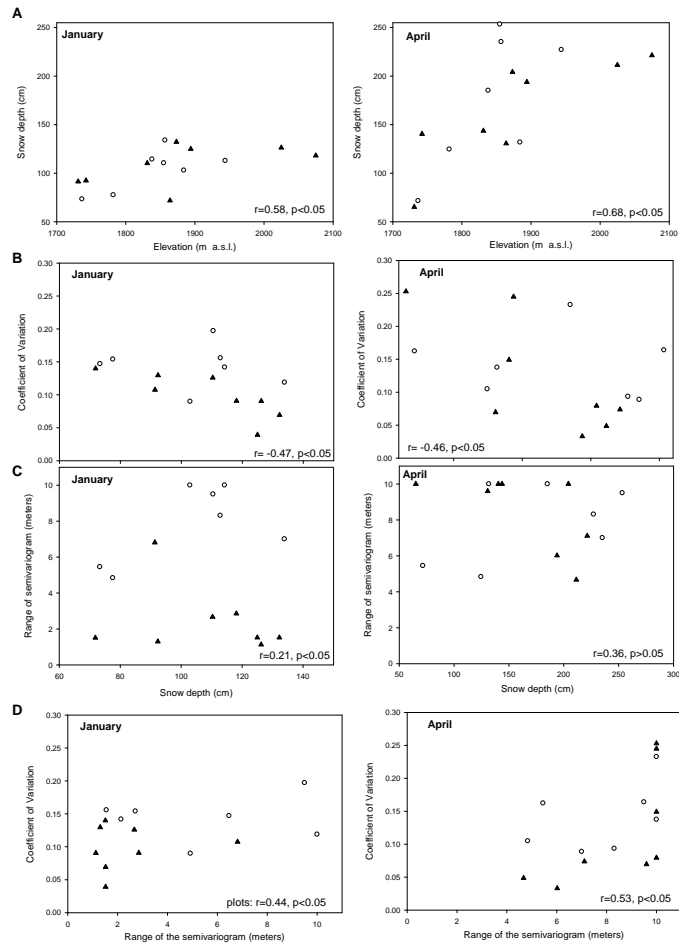 A
January
April
Snow depth (cm)
250
200
150
100
50
r=0.58, p<0.05
1700
1800
1900
2000
2100
Elevation (m a.s.l.)
Snow depth (cm)
250
200
150
100
50
r=0.68, p<0.05
1700
1800
1900
2000
2100
Elevation (m a.s.l.)
B
January
April
Coefficient of Variation
0.30
0.25
0.20
0.15
0.10
0.05
0.00
r= -0.47, p<0.05
Coefficient of Variation
0.30
0.25
0.20
0.15
0.10
0.05
0.00
r= -0.46, p<0.05
C
January
April
Range of semivariogram (meters)
10
8
6
4
2
0
r=0.21, p<0.05
60
80
100
120
140
Snow depth (cm)
Range of semivariogram (meters)
10
8
6
4
2
0
r=0.36, p>0.05
50
100
150
200
250
300
Snow depth (cm)
D
January
April
Coefficient of Variation
0.30
0.25
0.20
0.15
0.10
0.05
0.00
plots: r=0.44, p<0.05
0
2
4
6
8
10
Range of the semivariogram (meters)
Coefficient of Variation
0.30
0.25
0.20
0.15
0.10
0.05
0.00
r=0.53, p<0.05
0
2
4
6
8
10
Range of the semivariogram (meters)